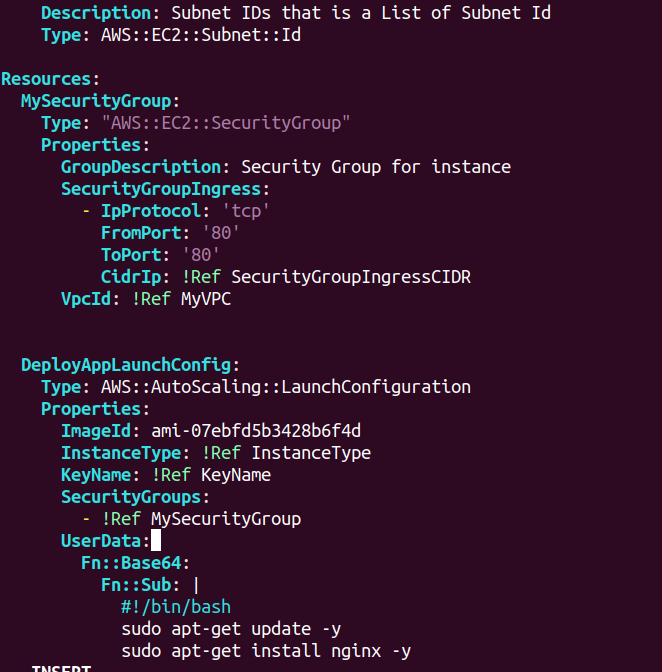 Description: Subnet IDs that is a List of Subnet Id
Type: AWS::EC2::Subnet::Id
Resources:
MySecurityGroup:
Type: "AWS::EC2::SecurityGroup"
Properties:
GroupDescription: Security Group for instance
SecurityGroupIngress:
- IpProtocol: 'tcp'
FromPort: '80'
ToPort: '80'
CidrIp: !Ref SecurityGroupIngressCIDR
VpcId: !Ref MyVPC
DeployAppLaunchConfig:
Type: AWS::AutoScaling::LaunchConfiguration
Properties:
ImageId: ami-07ebfd5b3428b6f4d
InstanceType: !Ref InstanceType
KeyName: !Ref KeyName
SecurityGroups:
- !Ref MySecurityGroup
UserData:
Fn::Base64:
Fn::Sub: |
#!/bin/bash
sudo apt-get update -y
sudo apt-get install nginx -y
INSERT